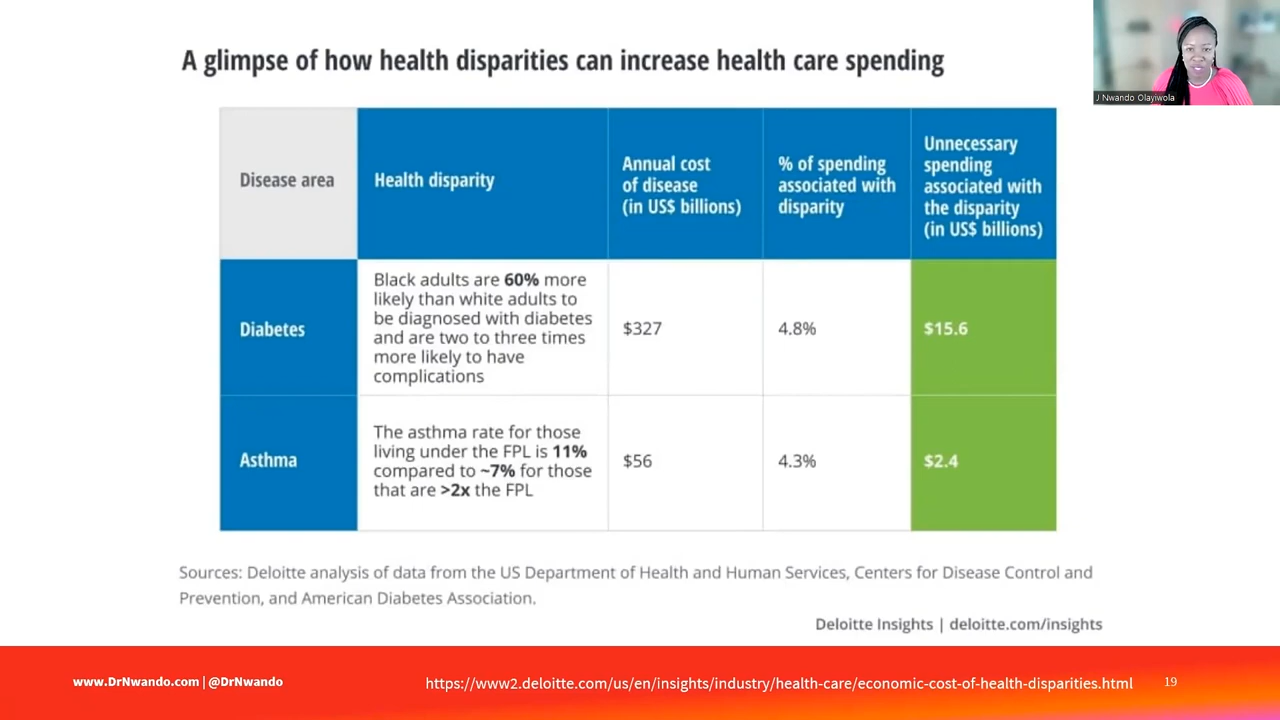 A glimpse of how health disparities can increase health care spending
J Nwando Olayiwola
Disease area
Health disparity
Annual cost
of disease
(in US$ billions)
% of spending
associated with
disparity
Unnecessary
spending
associated with
the disparity
(in US$ billions)
Diabetes
Black adults are 60% more
likely than white adults to
be diagnosed with diabetes
and are two to three times
more likely to have
complications
$327
4.8%
$15.6
Asthma
The asthma rate for those
living under the FPL is 11%
compared to ~7% for those
that are >2x the FPL
$56
4.3%
$2.4
Sources: Deloitte analysis of data from the US Department of Health and Human Services, Centers for Disease Control and
Prevention, and American Diabetes Association.
Deloitte Insights | deloitte.com/insights
www.DrNwando.com | @DrNwando
https://www2.deloitte.com/us/en/insights/industry/health-care/economic-cost-of-health-disparities.html
19